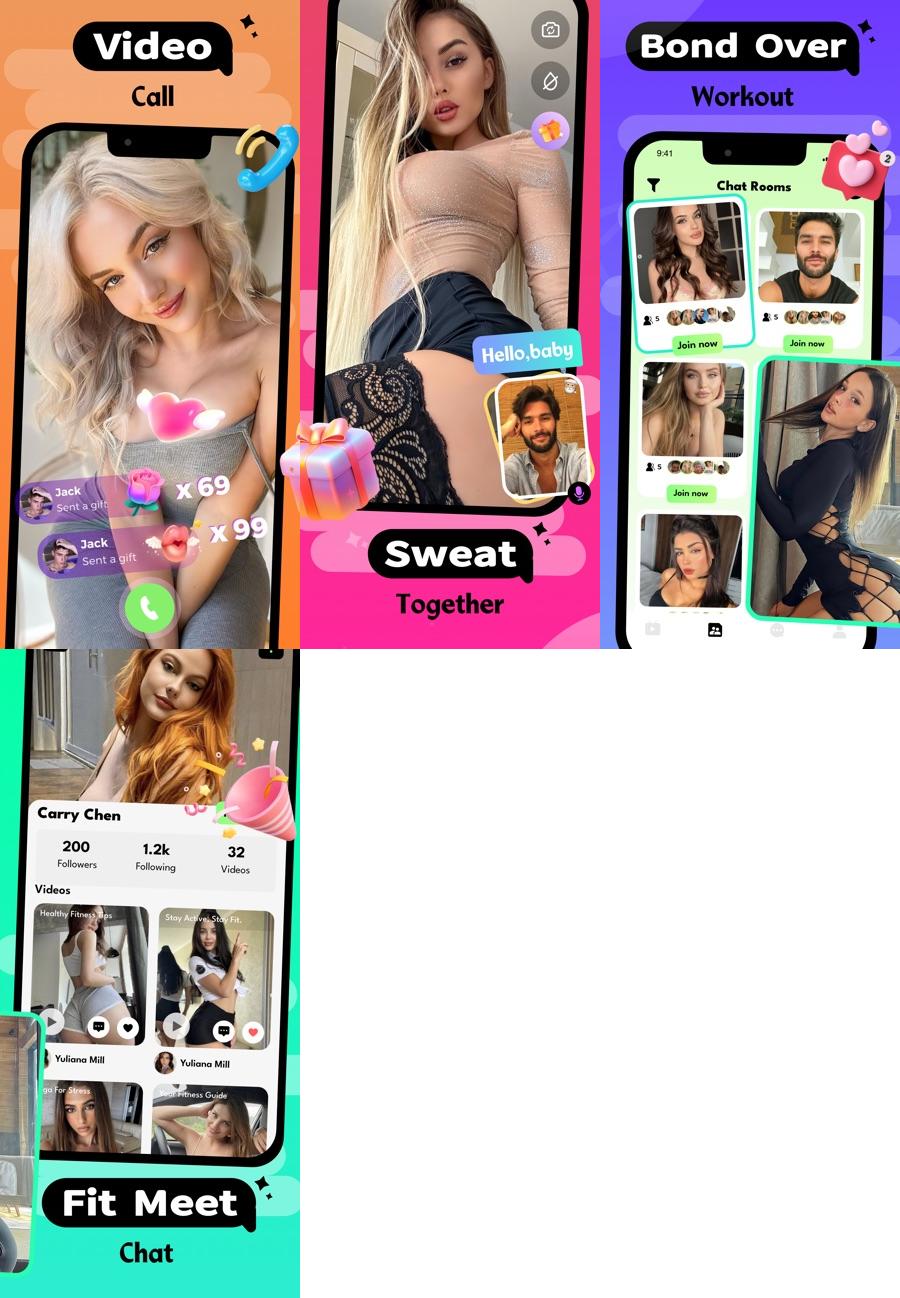 Video
Call
Jack
Sent a gift
x 69
Jack
Sent a gift
x 99
Hello,baby
Sweat
Together
Bond Over
Workout
9:41
2
Chat Rooms
5
5
Join now
Join now
5
Join now
Carry Chen
200
1.2k
32
Followers
Following
Videos
Videos
Healthy Fitness Tips
Stay Active, Stay Fit.
Yuliana Mill
Yuliana Mill
For Stress
Your Fitness Guide
Fit Meet
Chat